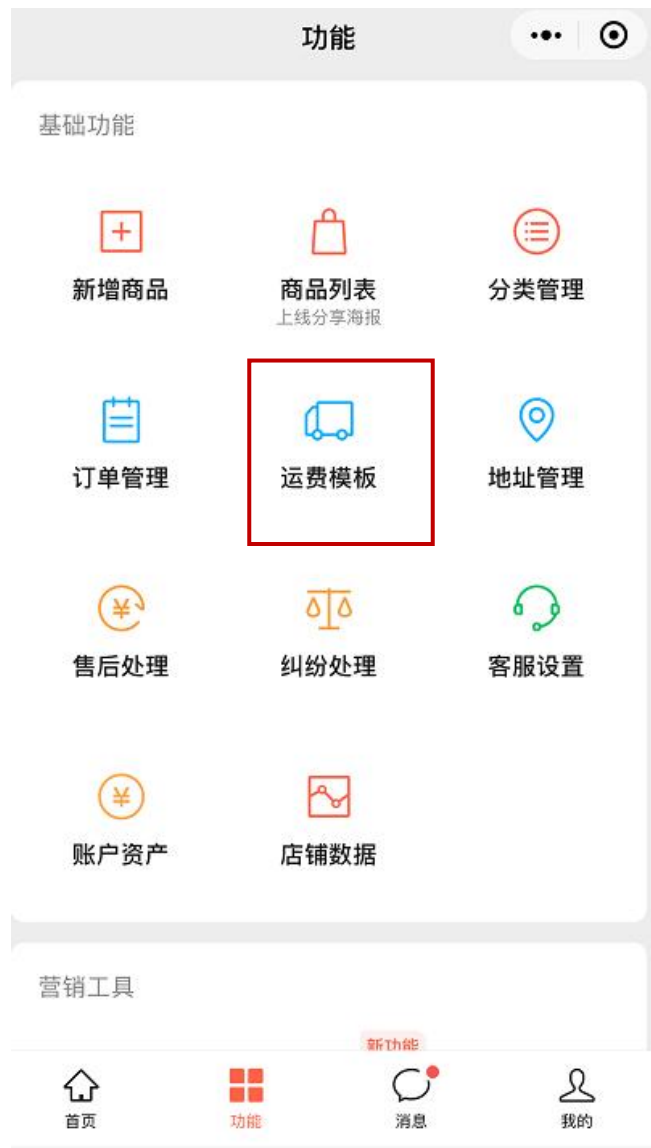 功能
基础功能
新增商品
商品列表
分类管理
上线分享海报
订单管理
运费模板
地址管理
售后处理
纠纷处理
客服设置
账户资产
店铺数据
营销工具
新功能
首页
功能
消息
我的